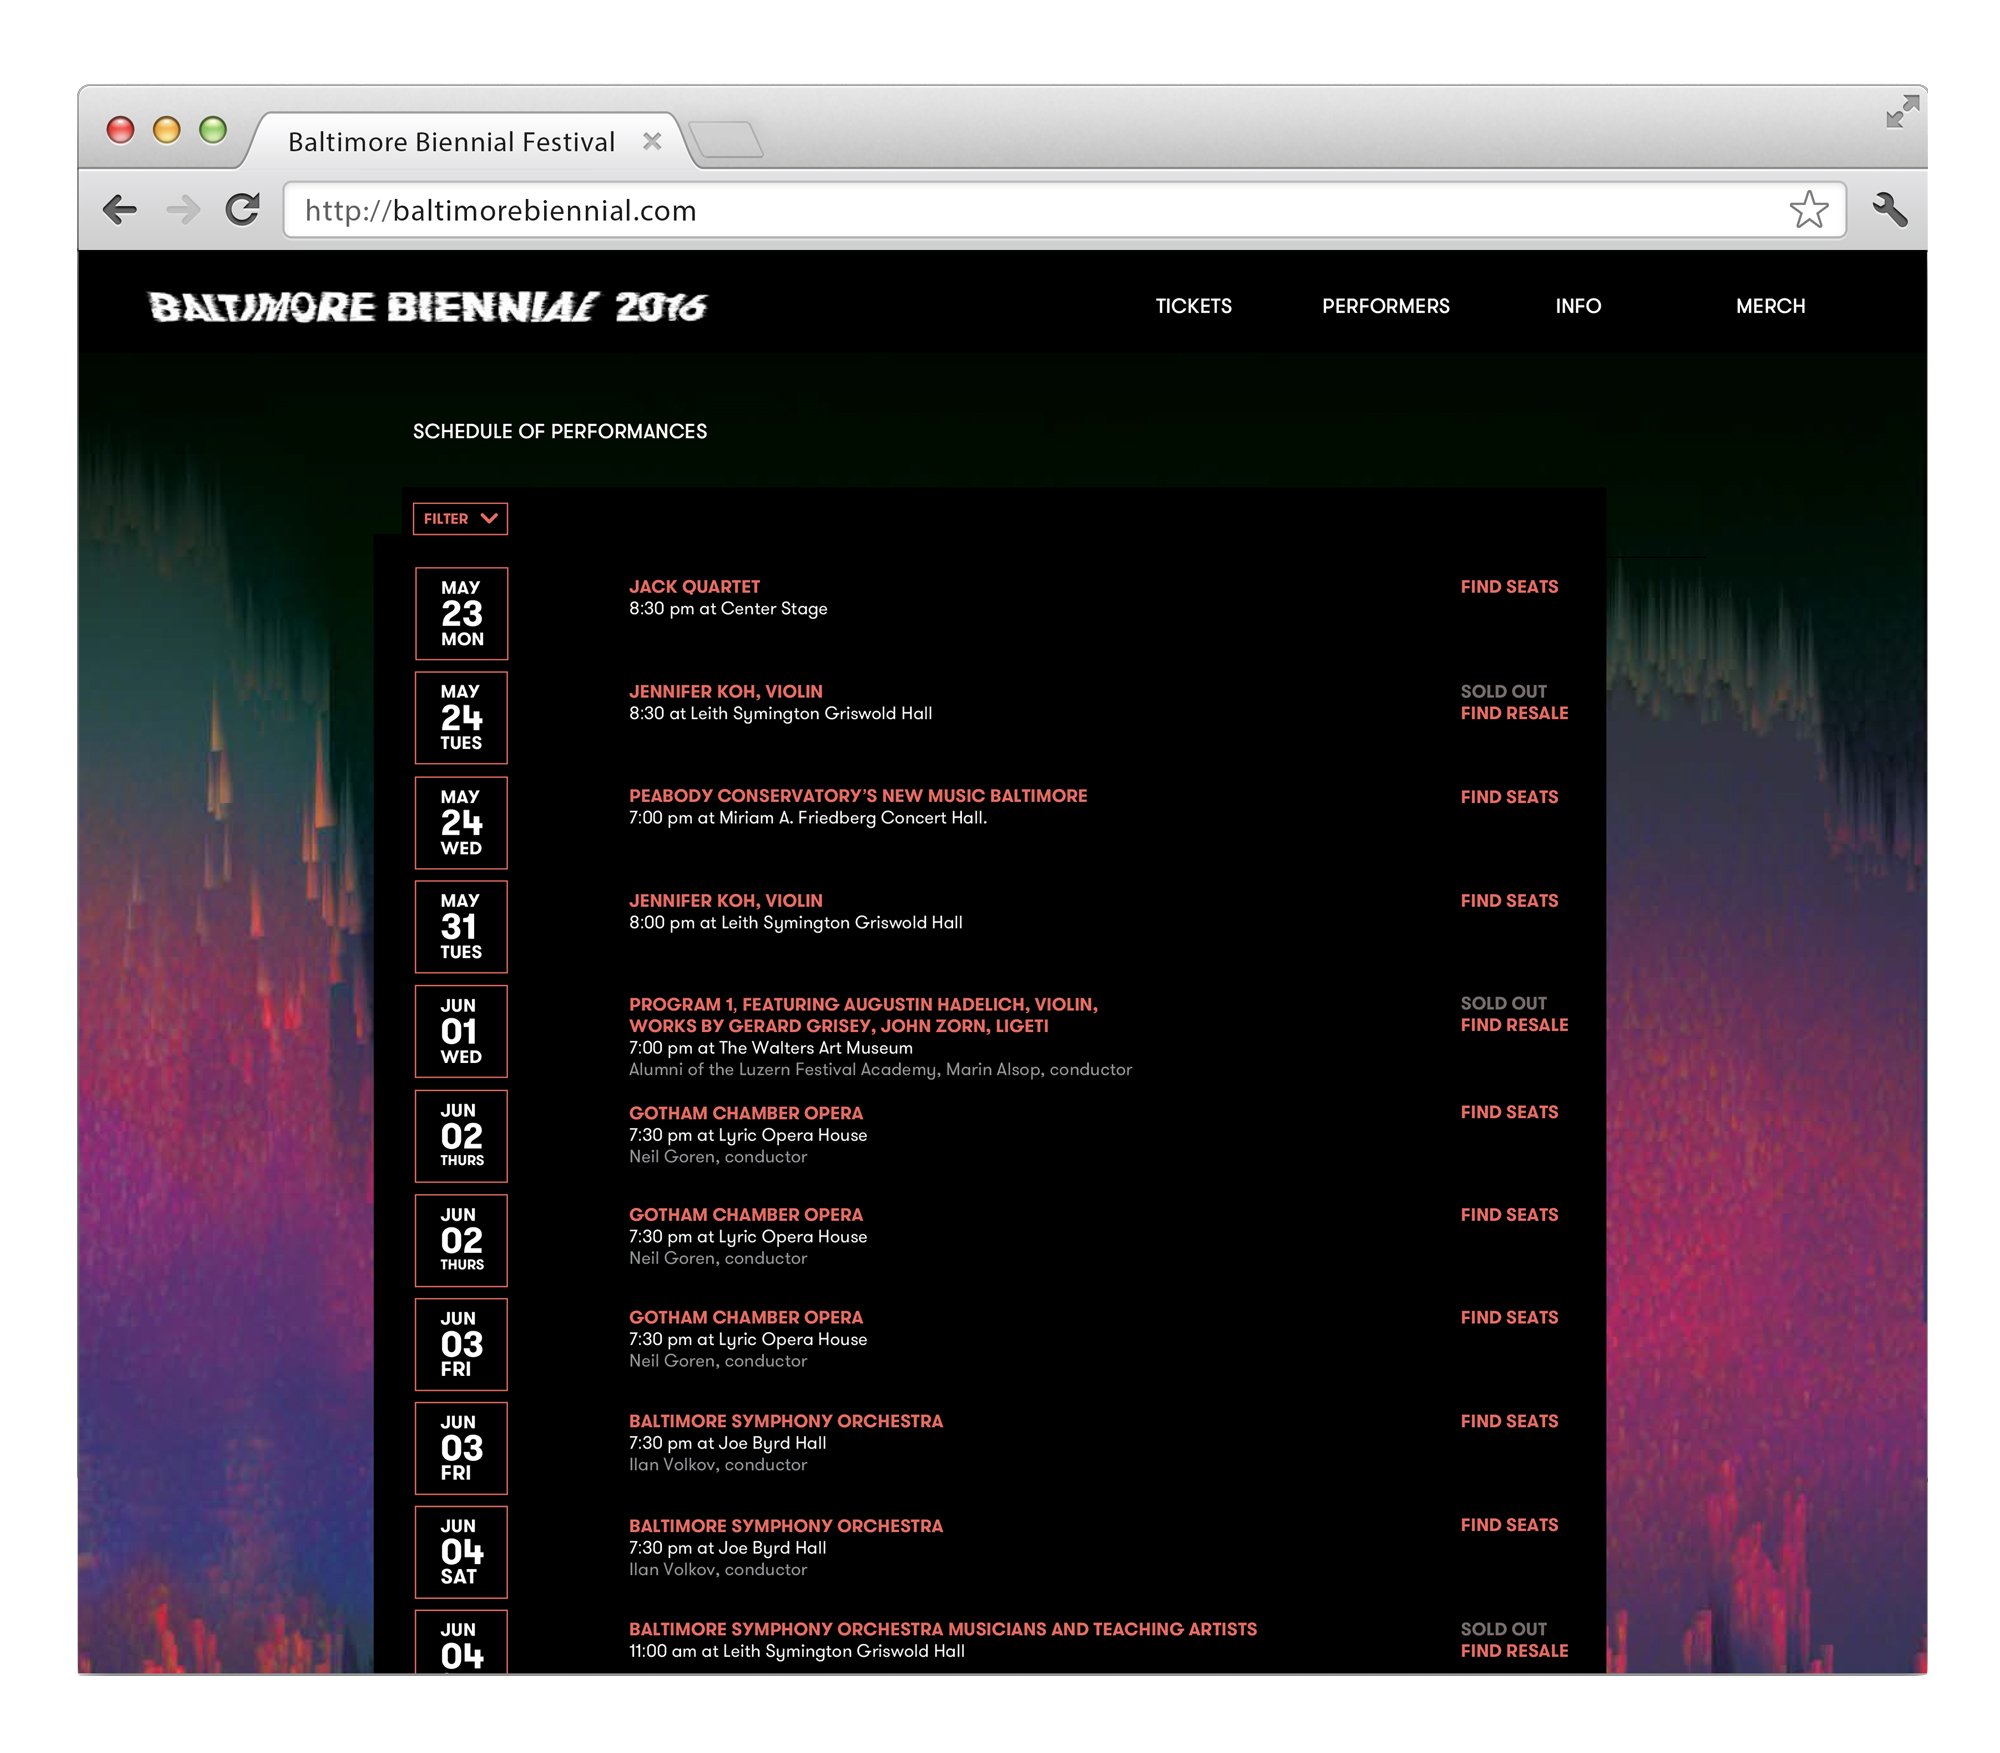 Baltimore Biennial Festival
http://baltimorebiennial.com
BALTIMORE BIENNIAL 2016
TICKETS PERFORMERS INFO MERCH
SCHEDULE OF PERFORMANCES
FILTER
MAY
23
MON
JACK QUARTET
8:30 pm at Center Stage
FIND SEATS
MAY
24
TUES
JENNIFER KOH, VIOLIN
8:30 at Leith Symington Griswold Hall
SOLD OUT
FIND RESALE
MAY
24
WED
PEABODY CONSERVATORY'S NEW MUSIC BALTIMORE
7:00 pm at Miriam A. Friedberg Concert Hall.
FIND SEATS
MAY
31
TUES
JENNIFER KOH, VIOLIN
8:00 pm at Leith Symington Griswold Hall
FIND SEATS
JUN
01
WED
PROGRAM 1, FEATURING AUGUSTIN HADELICH, VIOLIN,
WORKS BY GERARD GRISEY, JOHN ZORN, LIGETI
7:00 pm at The Walters Art Museum
Alumni of the Luzern Festival Academy, Marin Alsop, conductor
SOLD OUT
FIND RESALE
JUN
02
THURS
GOTHAM CHAMBER OPERA
7:30 pm at Lyric Opera House
Neil Goren, conductor
FIND SEATS
JUN
02
THURS
GOTHAM CHAMBER OPERA
7:30 pm at Lyric Opera House
Neil Goren, conductor
FIND SEATS
JUN
03
FRI
GOTHAM CHAMBER OPERA
7:30 pm at Lyric Opera House
Neil Goren, conductor
FIND SEATS
JUN
03
FRI
BALTIMORE SYMPHONY ORCHESTRA
7:30 pm at Joe Byrd Hall
Ilan Volkov, conductor
FIND SEATS
JUN
04
SAT
BALTIMORE SYMPHONY ORCHESTRA
7:30 pm at Joe Byrd Hall
Ilan Volkov, conductor
FIND SEATS
JUN
04
BALTIMORE SYMPHONY ORCHESTRA MUSICIANS AND TEACHING ARTISTS
11:00 am at Leith Symington Griswold Hall
SOLD OUT
FIND RESALE